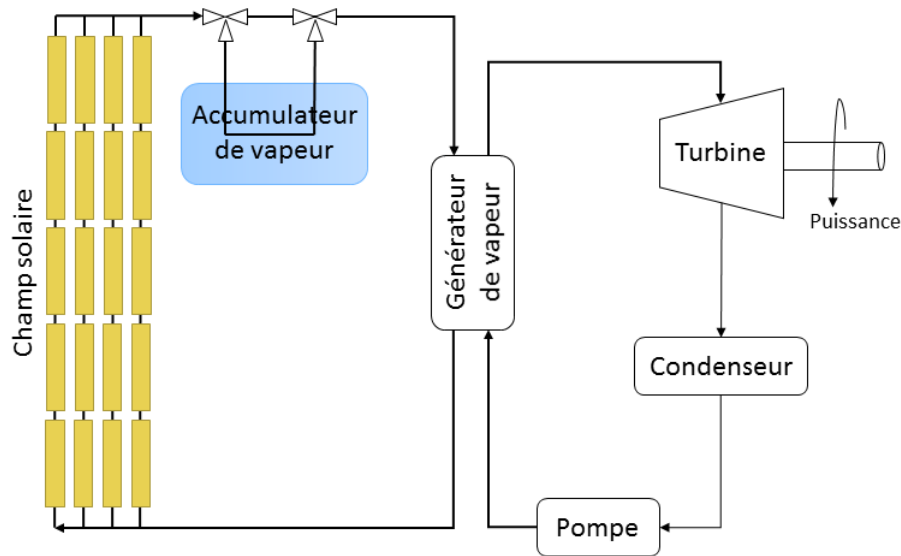 Champ solaire
Accumulateur
de vapeur
Générateur
de vapeur
Turbine
Puissance
Condenseur
Pompe